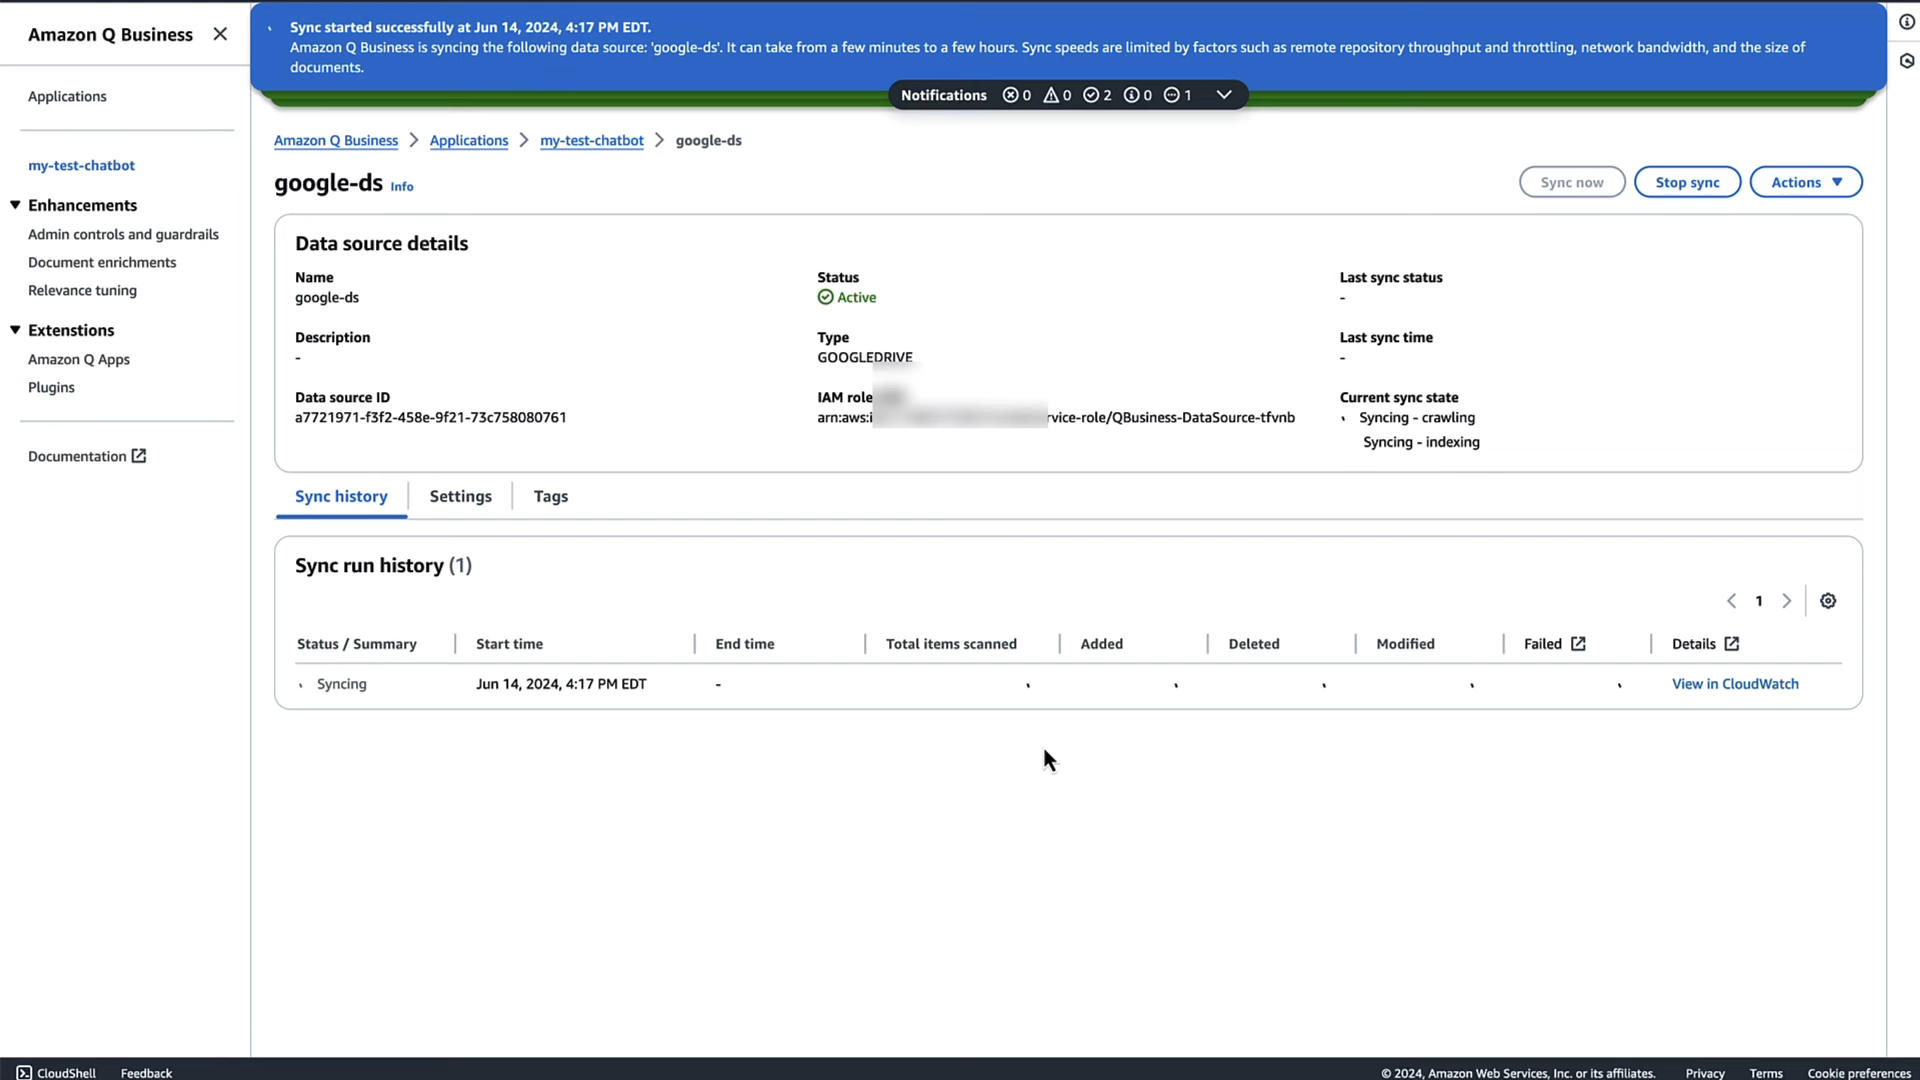 Amazon Q Business
Applications
my-test-chatbot
Enhancements
Admin controls and guardrails
Document enrichments
Relevance tuning
Extenstions
Amazon Q Apps
Plugins
Documentation
Sync started successfully at Jun 14, 2024, 4:17 PM EDT.
Amazon Q Business is syncing the following data source: 'google-ds'. It can take from a few minutes to a few hours. Sync speeds are limited by factors such as remote repository throughput and throttling, network bandwidth, and the size of
documents.
Notifications 0 0 2 0 1
Amazon Q Business > Applications > my-test-chatbot > google-ds
google-ds Info
Sync now Stop sync Actions
Data source details
Name
google-ds
Description
-
Data source ID
a7721971-f3f2-458e-9f21-73c758080761
Status
Active
Type
GOOGLEDRIVE
IAM role
arn:aws:i
rvice-role/QBusiness-DataSource-tfvnb
Last sync status
-
Last sync time
-
Current sync state
Syncing - crawling
Syncing - indexing
Sync history Settings Tags
Sync run history (1)
1
Status / Summary Start time End time Total items scanned Added Deleted Modified Failed Details
Syncing Jun 14, 2024, 4:17 PM EDT - View in CloudWatch
CloudShell Feedback © 2024, Amazon Web Services, Inc. or its affiliates. Privacy Terms Cookie preferences